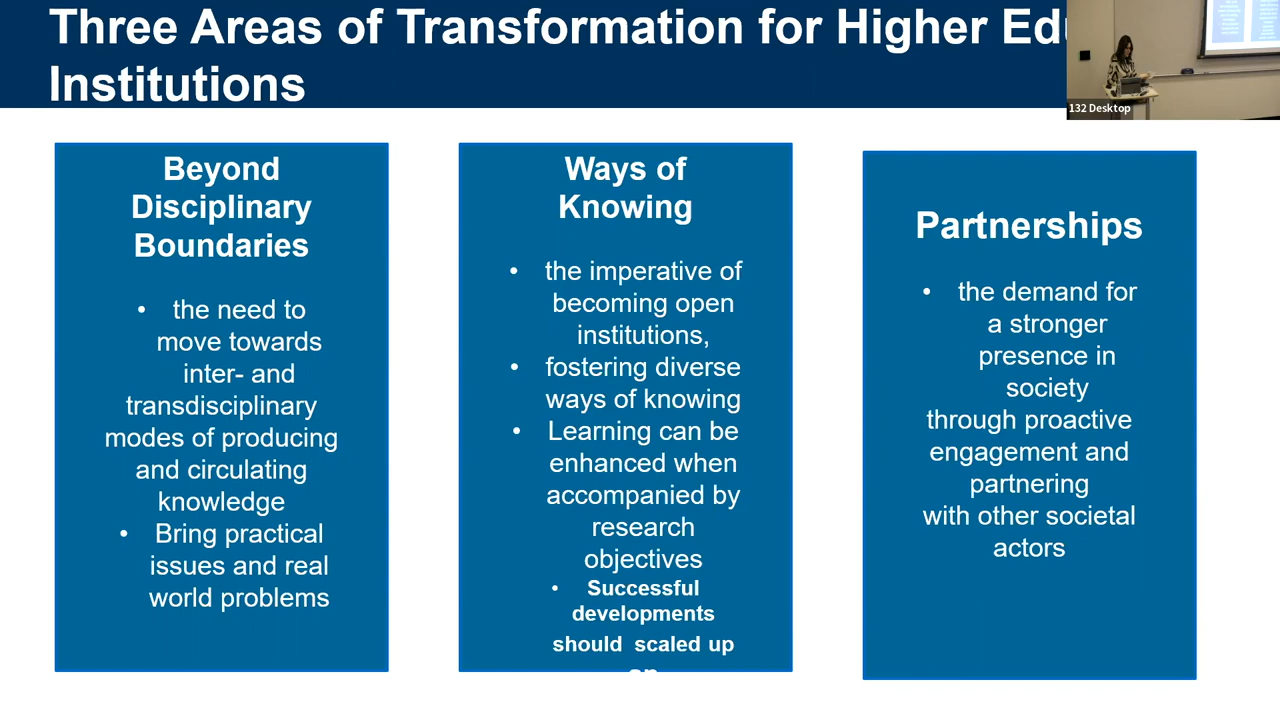 Three Areas of Transformation for Higher
Institutions
132 Desktop
Beyond
Disciplinary
Boundaries
• the need to
move towards
inter- and
transdisciplinary
modes of producing
and circulating
knowledge
• Bring practical
issues and real
world problems
Ways of
Knowing
• the imperative of
becoming open
institutions,
• fostering diverse
ways of knowing
• Learning can be
enhanced when
accompanied by
research
objectives
• Successful
developments
should scaled up
Partnerships
• the demand for
a stronger
presence in
society
through proactive
engagement and
partnering
with other societal
actors